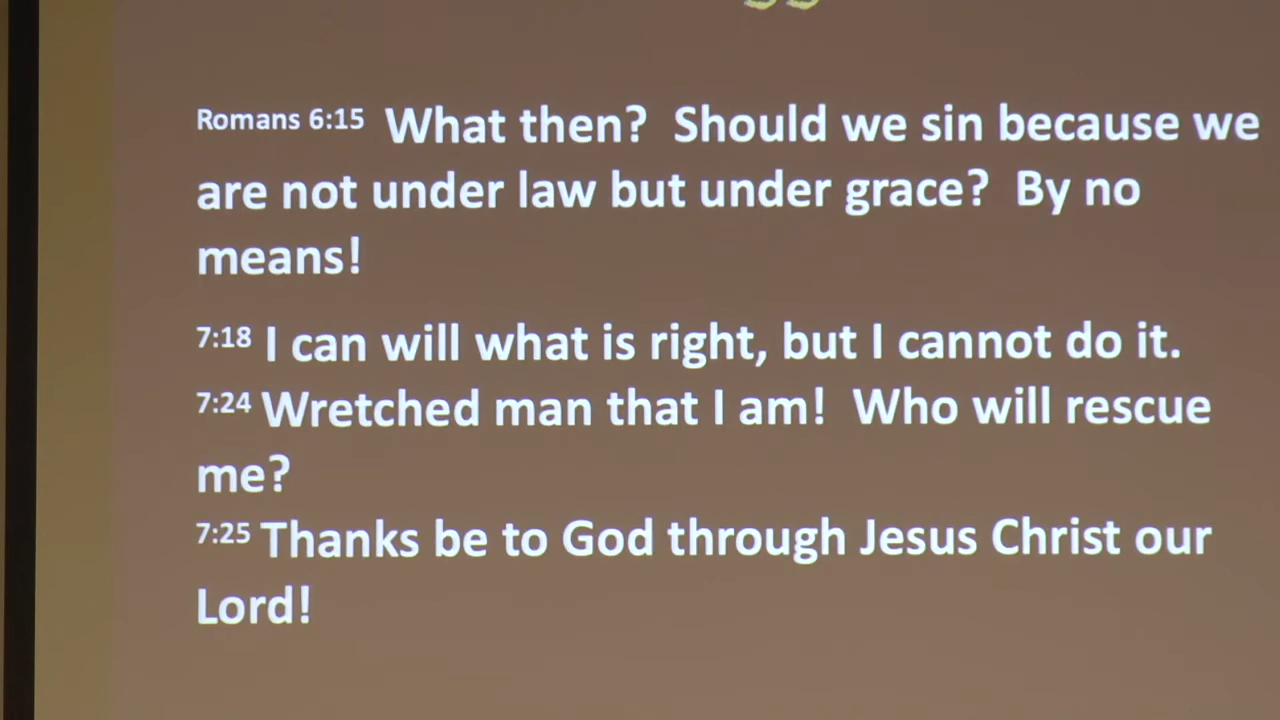 Romans 6:15 What then? Should we sin because we
are not under law but under grace? By no
means!
7:18 I can will what is right, but I cannot do it.
7:24 Wretched man that I am! Who will rescue
me?
7:25 Thanks be to God through Jesus Christ our
Lord!